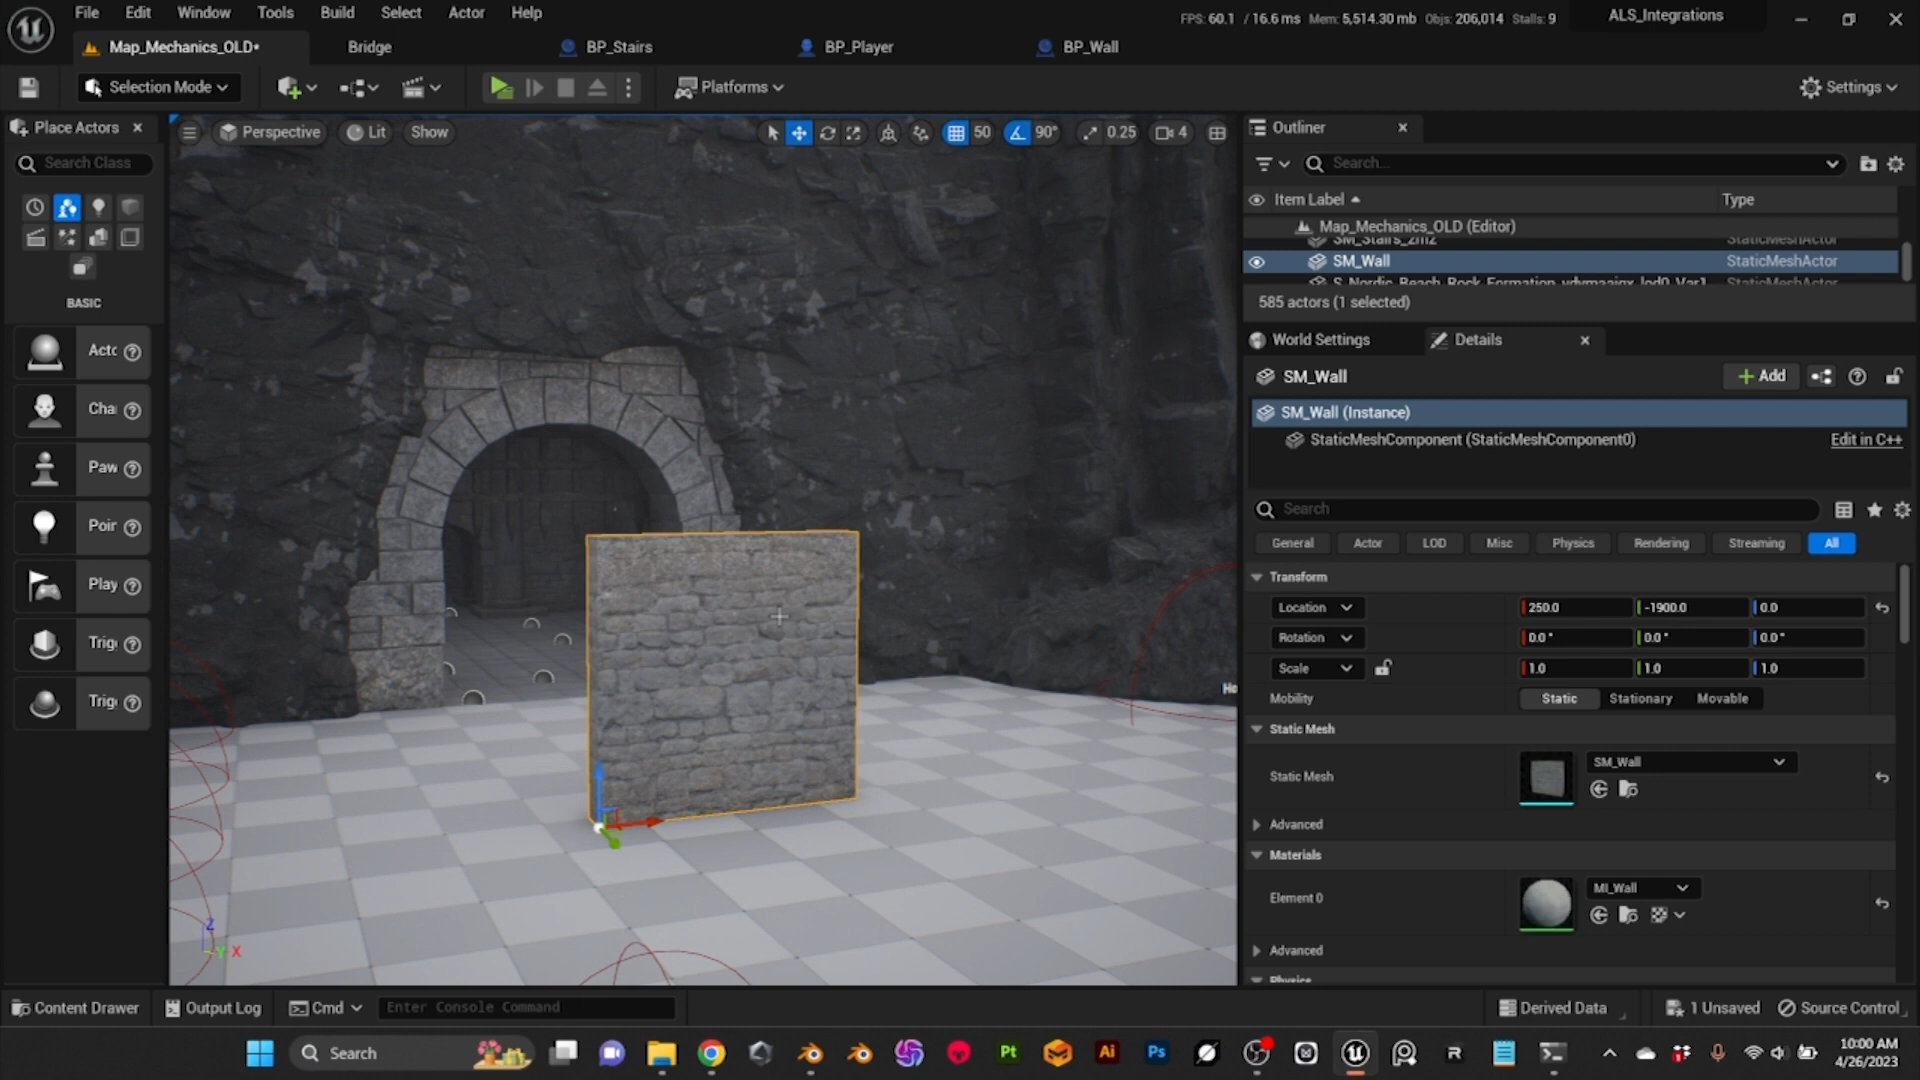 File Edit Window Tools Build Select Actor Help
FPS: 60.1 / 16.6 ms Mem: 5,514.30 mb Objs: 206,014 Stalls: 9
ALS_Integrations
Map_Mechanics_OLD•
Bridge
BP_Stairs
BP_Player
BP_Wall
Selection Mode
Platforms
Settings
Place Actors
Search Class
BASIC
Actc
Cha
Paw
Poir
Play
Trig
Trig
Perspective
Lit
Show
50
90°
0.25
4
Outliner
Search...
Item Label
Type
Map_Mechanics_OLD (Editor)
SM_Stairs_2m2 StaticMeshActor
SM_Wall StaticMeshActor
StaticMeshActor
585 actors (1 selected)
World Settings
Details
SM_Wall
Add
SM_Wall (Instance)
StaticMeshComponent (StaticMeshComponent0)
Edit in C++
Search
General Actor LOD Misc Physics Rendering Streaming All
Transform
Location 250.0 -1900.0 0.0
Rotation 0.0° 0.0° 0.0°
Scale 1.0 1.0 1.0
Mobility Static Stationary Movable
Static Mesh
Static Mesh SM_Wall
Advanced
Materials
Element 0 MI_Wall
Advanced
Physics
Z
Y X
Content Drawer
Output Log
Cmd
Enter Console Command
Derived Data
1 Unsaved
Source Control
Search
Pt
Ai
Ps
R
10:00 AM
4/26/2023